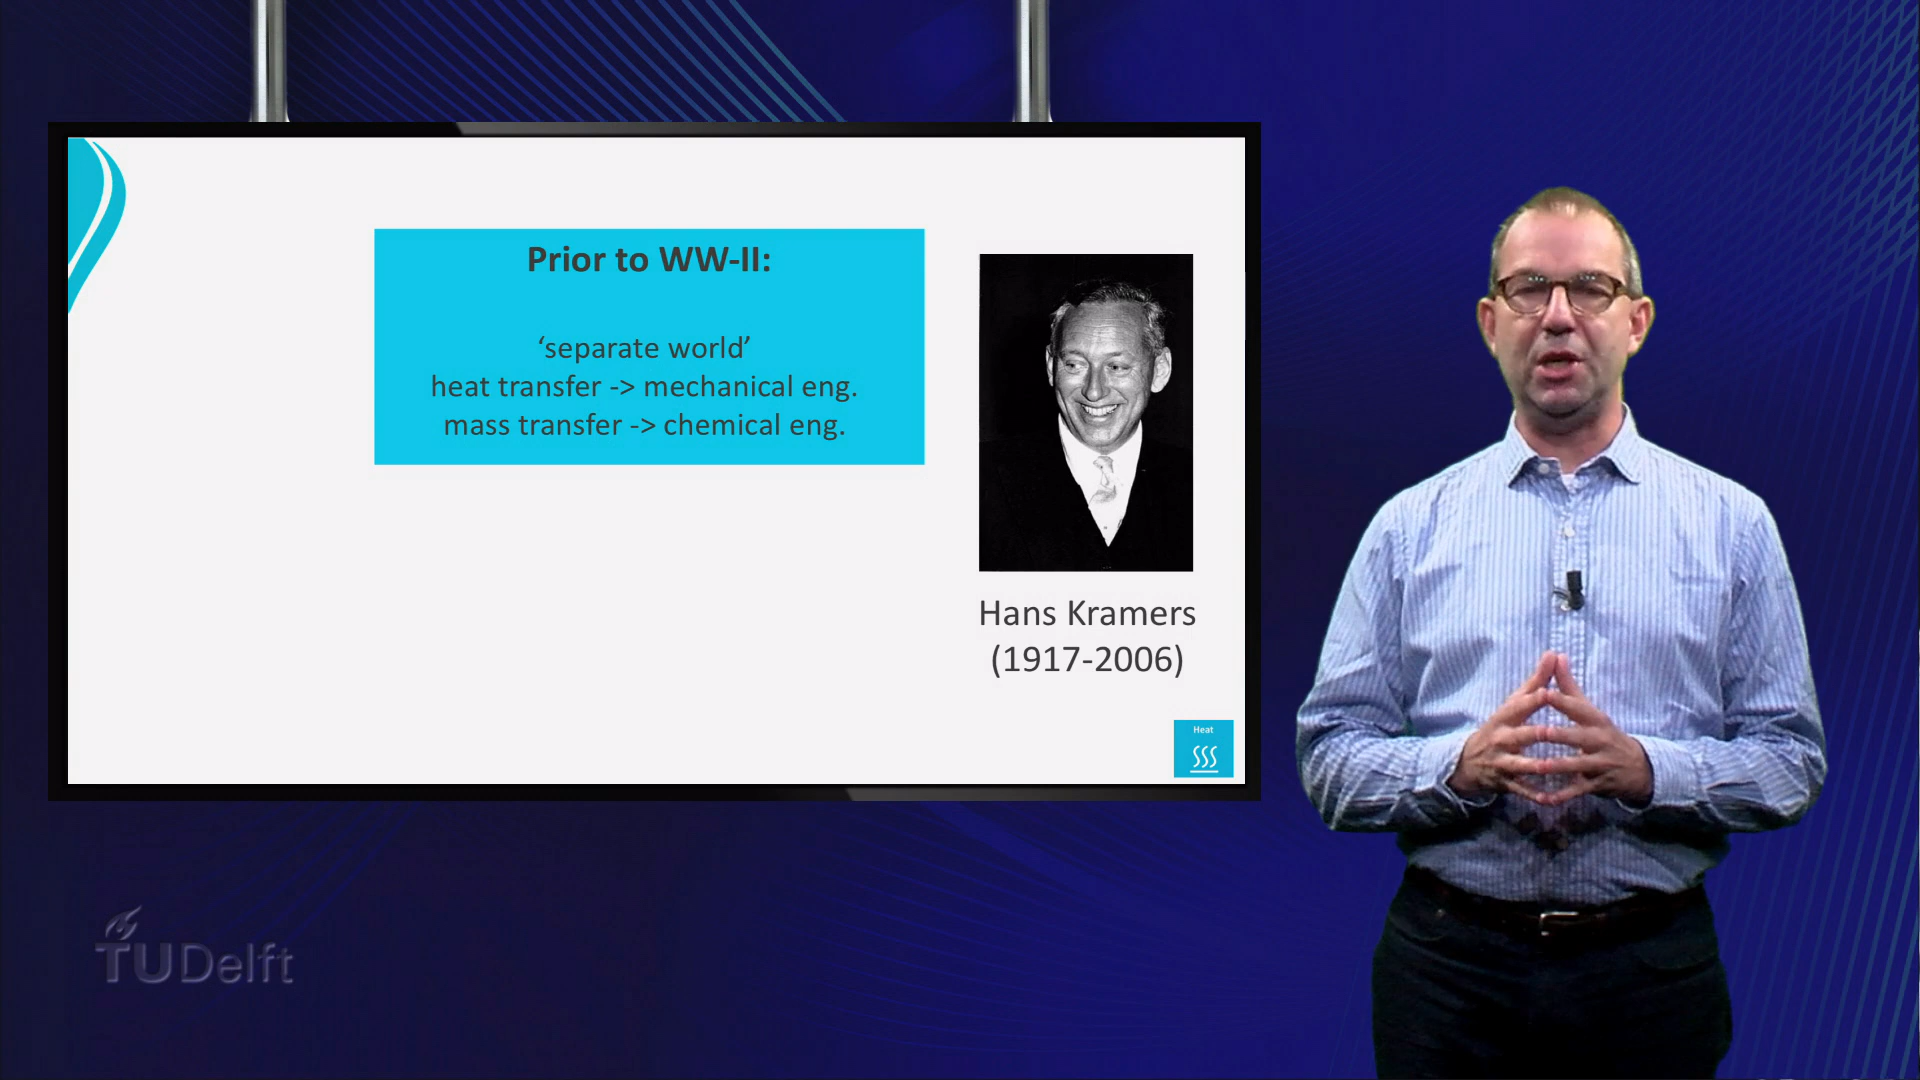 Prior to WW-II:
‘separate world’
heat transfer -> mechanical eng.
mass transfer -> chemical eng.
Hans Kramers
(1917-2006)
Heat
TUDelft